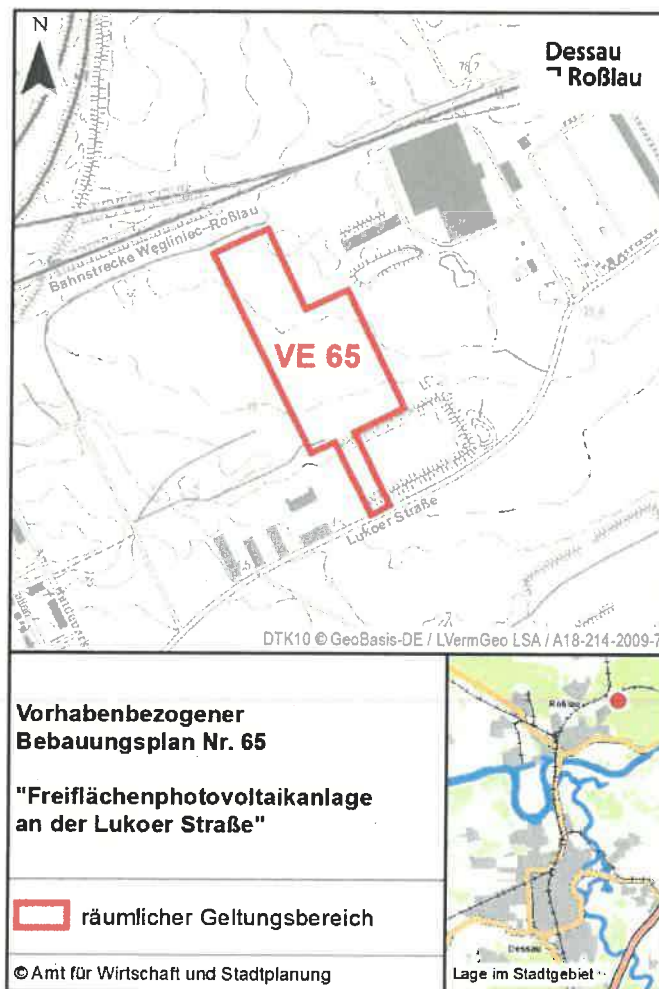 N
Dessau
Roßlau
Bahnstrecke Węgliniec-Roßlau
VE 65
Lukoer Straße
DTK10 © GeoBasis-DE / LVermGeo LSA / A18-214-2009-7
Vorhabenbezogener
Bebauungsplan Nr. 65
"Freiflächenphotovoltaikanlage
an der Lukoer Straße"
räumlicher Geltungsbereich
© Amt für Wirtschaft und Stadtplanung
Roßlau
Dessau
Lage im Stadtgebiet